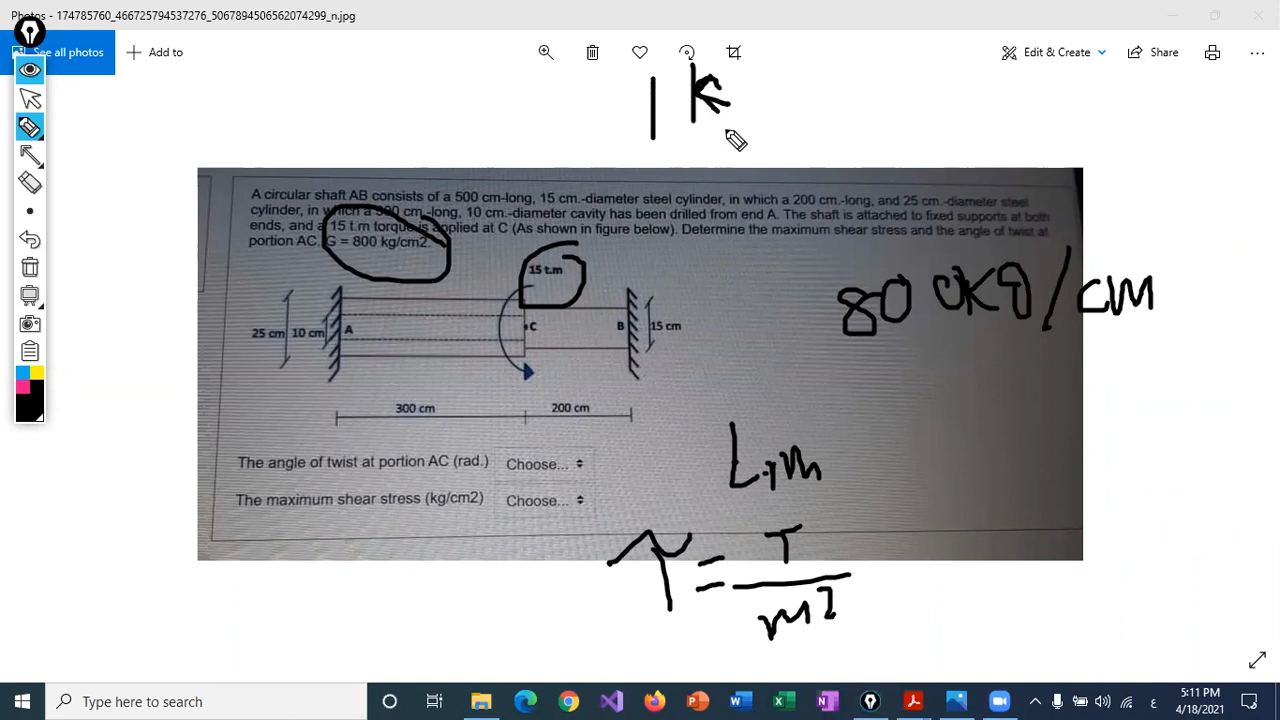 Photos - 174785760_466725794537276_5067894506562074299_n.jpg
See all photos
Add to
Edit & Create
Share
1 K
A circular shaft AB consists of a 500 cm-long, 15 cm.-diameter steel cylinder, in which a 200 cm.-long, and 25 cm.-diameter steel
cylinder, in which a 300 cm.-long, 10 cm.-diameter cavity has been drilled from end A. The shaft is attached to fixed supports at both
ends, and a 15 t.m torque is applied at C (As shown in figure below). Determine the maximum shear stress and the angle of twist at
portion AC. G = 800 kg/cm2.
15 t.m
800Kg/cm
25 cm
10 cm
A
C
B
15 cm
300 cm
200 cm
The angle of twist at portion AC (rad.)
Choose...
The maximum shear stress (kg/cm2)
Choose...
τ = T
m2
Type here to search
ع
5:11 PM
4/18/2021